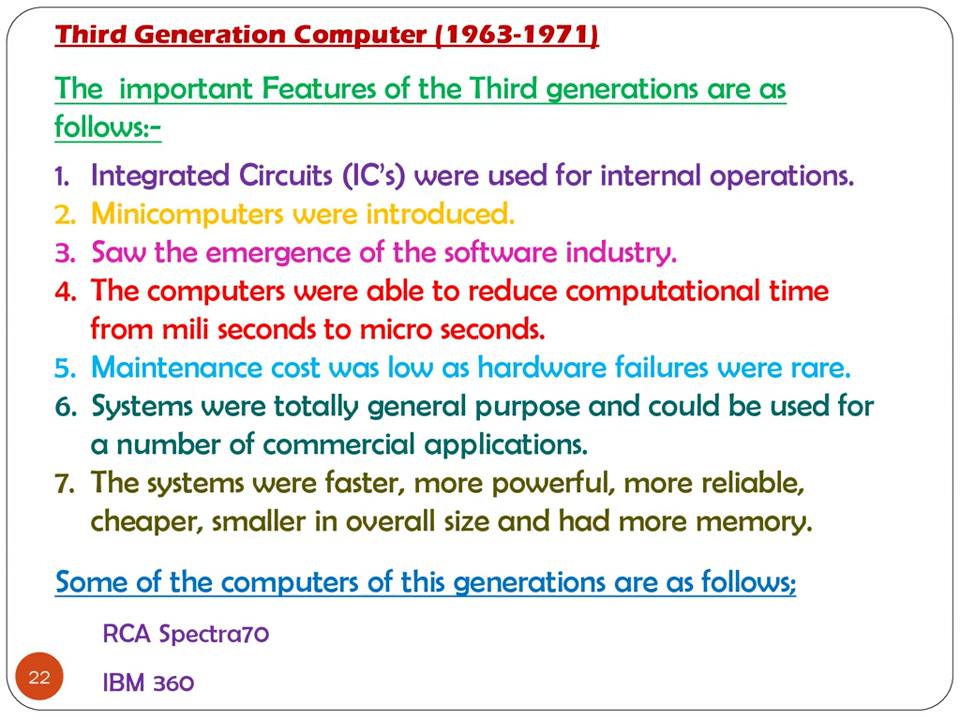 Third Generation Computer (1963-1971)
The important Features of the Third generations are as
follows:-
1. Integrated Circuits (IC's) were used for internal operations.
2. Minicomputers were introduced.
3. Saw the emergence of the software industry.
4. The computers were able to reduce computational time
from mili seconds to micro seconds.
5. Maintenance cost was low as hardware failures were rare.
6. Systems were totally general purpose and could be used for
a number of commercial applications.
7. The systems were faster, more powerful, more reliable,
cheaper, smaller in overall size and had more memory.
Some of the computers of this generations are as follows;
RCA Spectra70
22
IBM 360